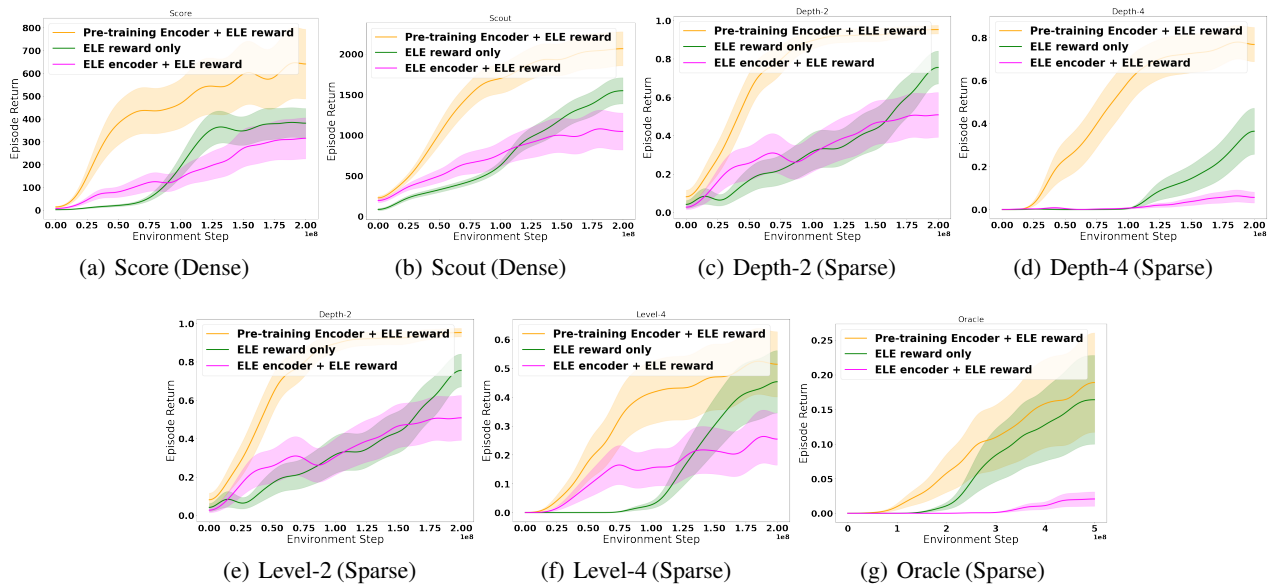 Score
Pre-training Encoder + ELE reward
ELE reward only
ELE encoder + ELE reward
800
700
600
500
400
300
200
100
0
Episode Return
0.00 0.25 0.50 0.75 1.00 1.25 1.50 1.75 2.00
Environment Step
1e8
(a) Score (Dense)
Scout
Pre-training Encoder + ELE reward
ELE reward only
ELE encoder + ELE reward
2000
1500
1000
500
0
Episode Return
0.00 0.25 0.50 0.75 1.00 1.25 1.50 1.75 2.00
Environment Step
1e8
(b) Scout (Dense)
Depth-2
Pre-training Encoder + ELE reward
ELE reward only
ELE encoder + ELE reward
1.0
0.8
0.6
0.4
0.2
0.0
Episode Return
0.00 0.25 0.50 0.75 1.00 1.25 1.50 1.75 2.00
Environment Step
1e8
(c) Depth-2 (Sparse)
Depth-4
Pre-training Encoder + ELE reward
ELE reward only
ELE encoder + ELE reward
0.8
0.6
0.4
0.2
0.0
Episode Return
0.00 0.25 0.50 0.75 1.00 1.25 1.50 1.75 2.00
Environment Step
1e8
(d) Depth-4 (Sparse)
Depth-2
Pre-training Encoder + ELE reward
ELE reward only
ELE encoder + ELE reward
1.0
0.8
0.6
0.4
0.2
0.0
Episode Return
0.00 0.25 0.50 0.75 1.00 1.25 1.50 1.75 2.00
Environment Step
1e8
(e) Level-2 (Sparse)
Level-4
Pre-training Encoder + ELE reward
ELE reward only
ELE encoder + ELE reward
0.6
0.5
0.4
0.3
0.2
0.1
0.0
Episode Return
0.00 0.25 0.50 0.75 1.00 1.25 1.50 1.75 2.00
Environment Step
1e8
(f) Level-4 (Sparse)
Oracle
Pre-training Encoder + ELE reward
ELE reward only
ELE encoder + ELE reward
0.25
0.20
0.15
0.10
0.05
0.00
Episode Return
0 1 2 3 4 5
Environment Step
1e8
(g) Oracle (Sparse)